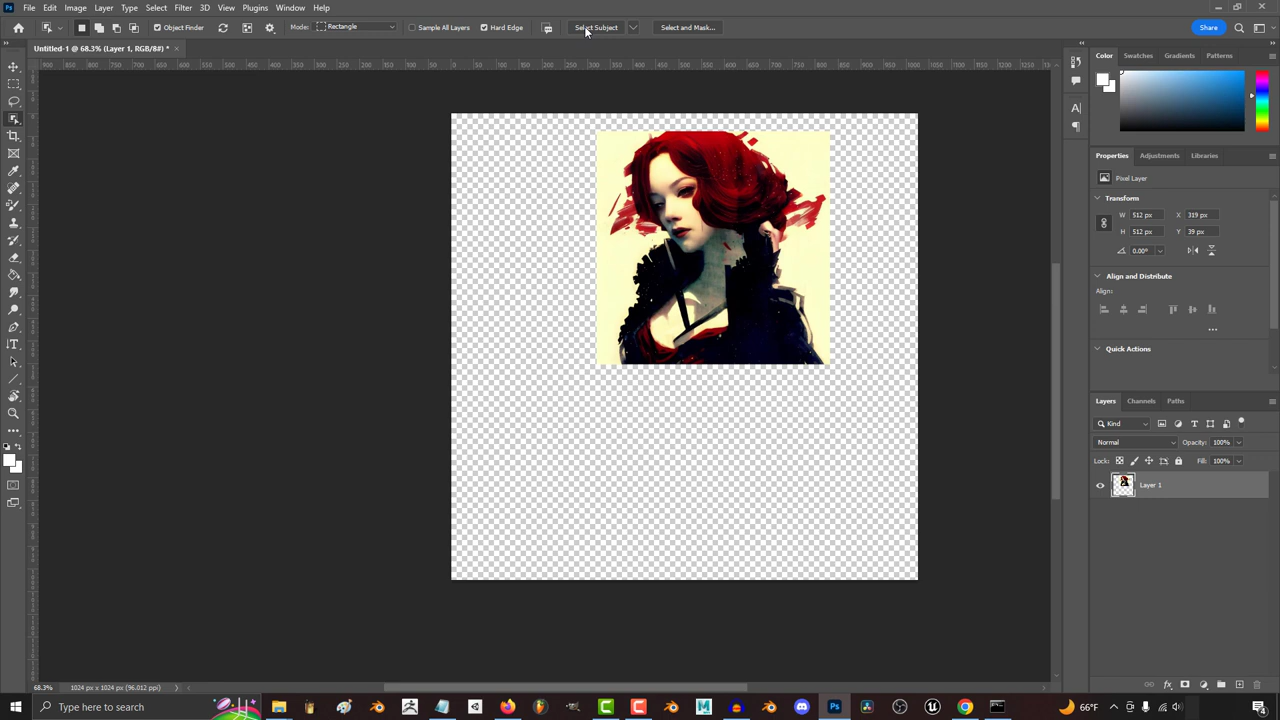 Ps File Edit Image Layer Type Select Filter 3D View Plugins Window Help
Object Finder Mode: Rectangle Sample All Layers Hard Edge Select Subject Select and Mask... Share
Untitled-1 @ 68.3% (Layer 1, RGB/8#) * ×
Color Swatches Gradients Patterns
Properties Adjustments Libraries
Pixel Layer
Transform
W 512 px X 319 px
H 512 px Y 39 px
0.00°
Align and Distribute
Align:
Quick Actions
Layers Channels Paths
Kind
Normal Opacity: 100%
Lock: Fill: 100%
Layer 1
68.3% 1024 px x 1024 px (96.012 ppi)
Type here to search
66°F